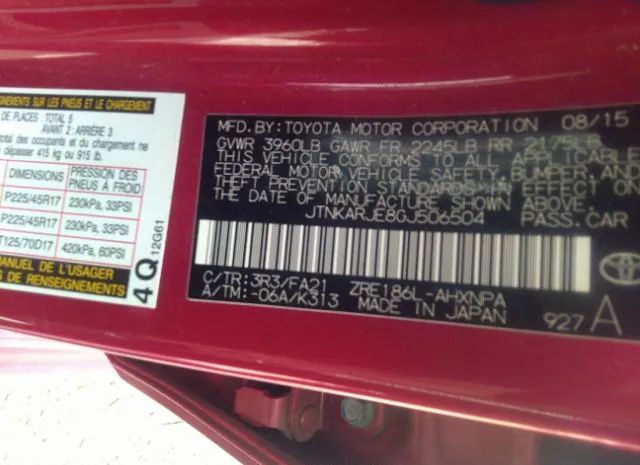 GNEMENTS SUR LES PNEUS ET LE CHARGEMENT
DE PLACES: TOTAL 5
AVANT 2: ARRIÈRE 3
total des occupants et du chargement ne
dépasser 415 kg ou 915 lb.
DIMENSIONS
PRESSION DES PNEUS À FROID
P225/45R17 230kPa, 33PSI
P225/45R17 230kPa, 33PSI
T125/70D17 420kPa, 60PSI
MANUEL DE L'USAGER
DE RENSEIGNEMENTS
4Q 12G61
MFD. BY: TOYOTA MOTOR CORPORATION 08/15
GVWR 3960LB GAWR FR 2245LB RR 2175LB
THIS VEHICLE CONFORMS TO ALL APPLICABLE
FEDERAL MOTOR VEHICLE SAFETY, BUMPER, AND
THEFT PREVENTION STANDARDS IN EFFECT ON
THE DATE OF MANUFACTURE SHOWN ABOVE.
JTNKARJE8GJ506504 PASS.CAR
C/TR: 3R3/FA21 ZRE186L-AHXNPA
A/TM: -06A/K313 MADE IN JAPAN
927 A
TOYOTA